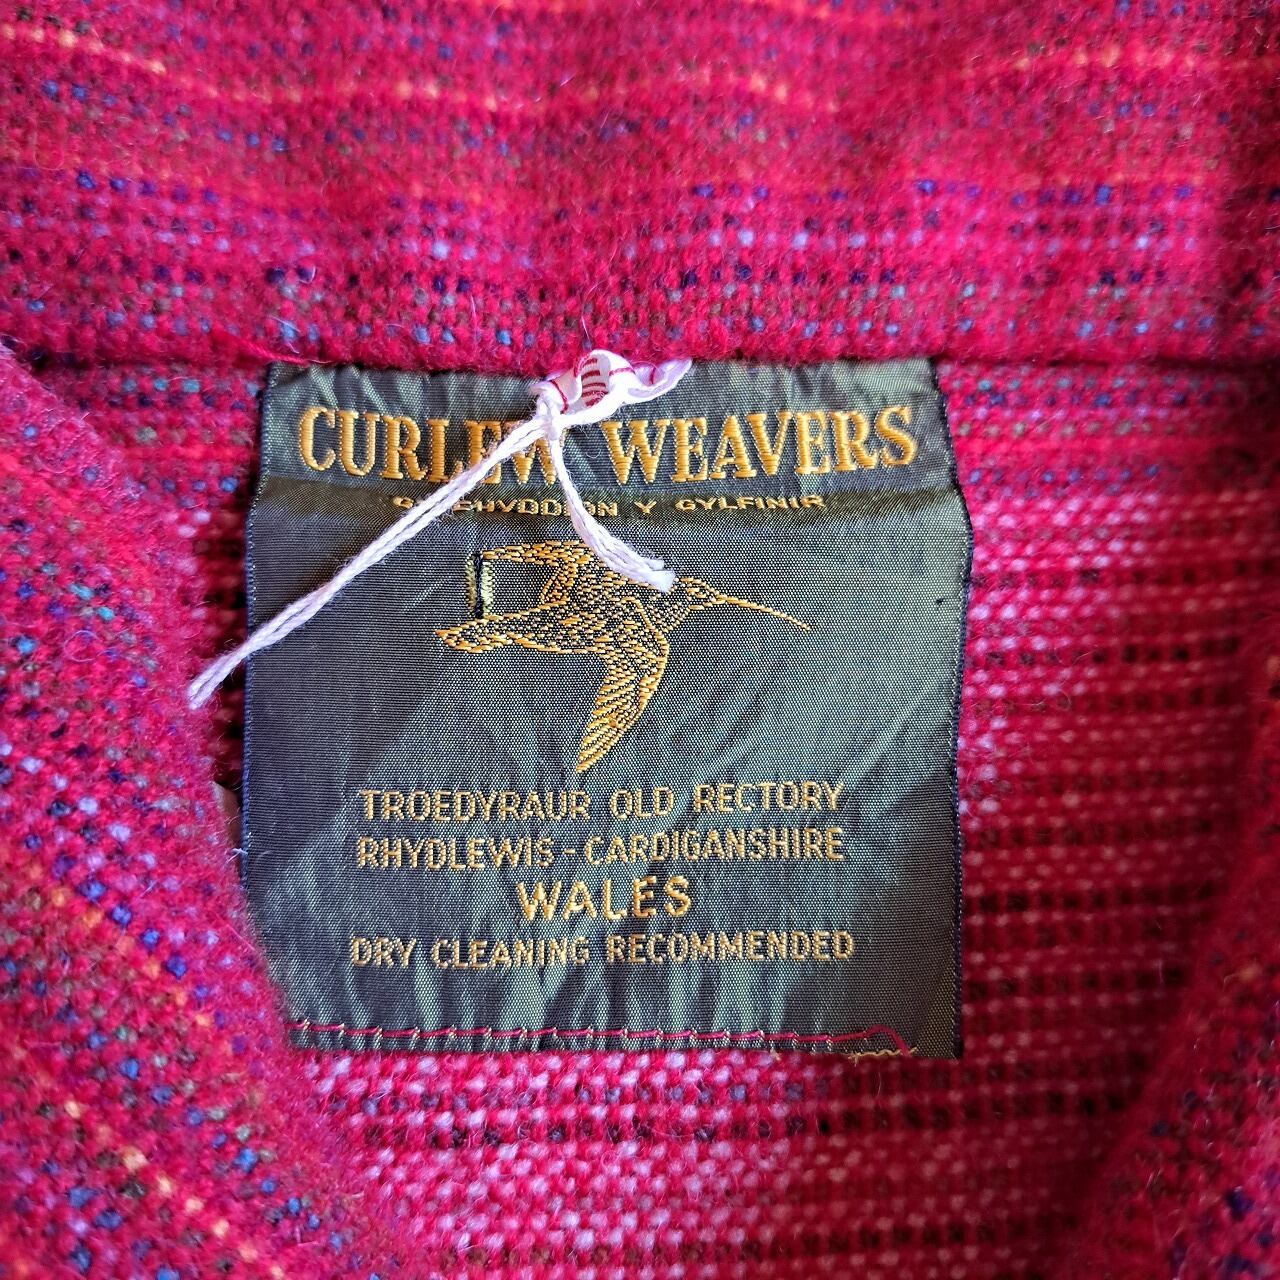 CURLEW WEAVERS
Y GYLFINIR
TROEDYRAUR OLD RECTORY
RHYDLEWIS - CARDIGANSHIRE
WALES
DRY CLEANING RECOMMENDED